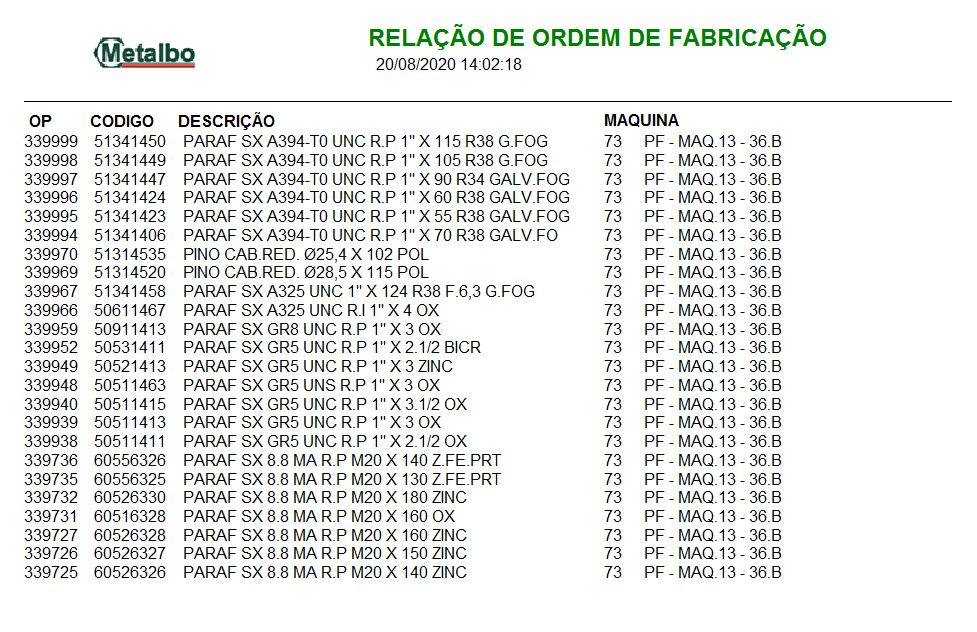 Metalbo
RELAÇÃO DE ORDEM DE FABRICAÇÃO
20/08/2020 14:02:18
OP CODIGO DESCRIÇÃO MAQUINA
339999 51341450 PARAF SX A394-T0 UNC R.P 1" X 115 R38 G.FOG 73 PF - MAQ.13 - 36.B
339998 51341449 PARAF SX A394-T0 UNC R.P 1" X 105 R38 G.FOG 73 PF - MAQ.13 - 36.B
339997 51341447 PARAF SX A394-T0 UNC R.P 1" X 90 R34 GALV.FOG 73 PF - MAQ.13 - 36.B
339996 51341424 PARAF SX A394-T0 UNC R.P 1" X 60 R38 GALV.FOG 73 PF - MAQ.13 - 36.B
339995 51341423 PARAF SX A394-T0 UNC R.P 1" X 55 R38 GALV.FOG 73 PF - MAQ.13 - 36.B
339994 51341406 PARAF SX A394-T0 UNC R.P 1" X 70 R38 GALV.FO 73 PF - MAQ.13 - 36.B
339970 51314535 PINO CAB.RED. Ø25,4 X 102 POL 73 PF - MAQ.13 - 36.B
339969 51314520 PINO CAB.RED. Ø28,5 X 115 POL 73 PF - MAQ.13 - 36.B
339967 51341458 PARAF SX A325 UNC 1" X 124 R38 F.6,3 G.FOG 73 PF - MAQ.13 - 36.B
339966 50611467 PARAF SX A325 UNC R.I 1" X 4 OX 73 PF - MAQ.13 - 36.B
339959 50911413 PARAF SX GR8 UNC R.P 1" X 3 OX 73 PF - MAQ.13 - 36.B
339952 50531411 PARAF SX GR5 UNC R.P 1" X 2.1/2 BICR 73 PF - MAQ.13 - 36.B
339949 50521413 PARAF SX GR5 UNC R.P 1" X 3 ZINC 73 PF - MAQ.13 - 36.B
339948 50511463 PARAF SX GR5 UNS R.P 1" X 3 OX 73 PF - MAQ.13 - 36.B
339940 50511415 PARAF SX GR5 UNC R.P 1" X 3.1/2 OX 73 PF - MAQ.13 - 36.B
339939 50511413 PARAF SX GR5 UNC R.P 1" X 3 OX 73 PF - MAQ.13 - 36.B
339938 50511411 PARAF SX GR5 UNC R.P 1" X 2.1/2 OX 73 PF - MAQ.13 - 36.B
339736 60556326 PARAF SX 8.8 MA R.P M20 X 140 Z.FE.PRT 73 PF - MAQ.13 - 36.B
339735 60556325 PARAF SX 8.8 MA R.P M20 X 130 Z.FE.PRT 73 PF - MAQ.13 - 36.B
339732 60526330 PARAF SX 8.8 MA R.P M20 X 180 ZINC 73 PF - MAQ.13 - 36.B
339731 60516328 PARAF SX 8.8 MA R.P M20 X 160 OX 73 PF - MAQ.13 - 36.B
339727 60526328 PARAF SX 8.8 MA R.P M20 X 160 ZINC 73 PF - MAQ.13 - 36.B
339726 60526327 PARAF SX 8.8 MA R.P M20 X 150 ZINC 73 PF - MAQ.13 - 36.B
339725 60526326 PARAF SX 8.8 MA R.P M20 X 140 ZINC 73 PF - MAQ.13 - 36.B